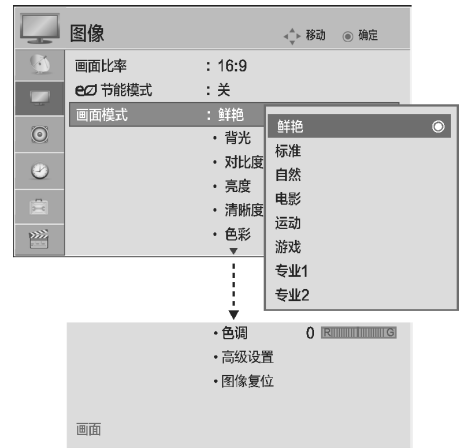 图像 移动 确定
画面比率 : 16:9
eco 节能模式 : 关
画面模式 : 鲜艳
• 背光
• 对比度
• 亮度
• 清晰度
• 色彩
鲜艳
标准
自然
电影
运动
游戏
专业1
专业2
• 色调 0 R G
• 高级设置
• 图像复位
画面